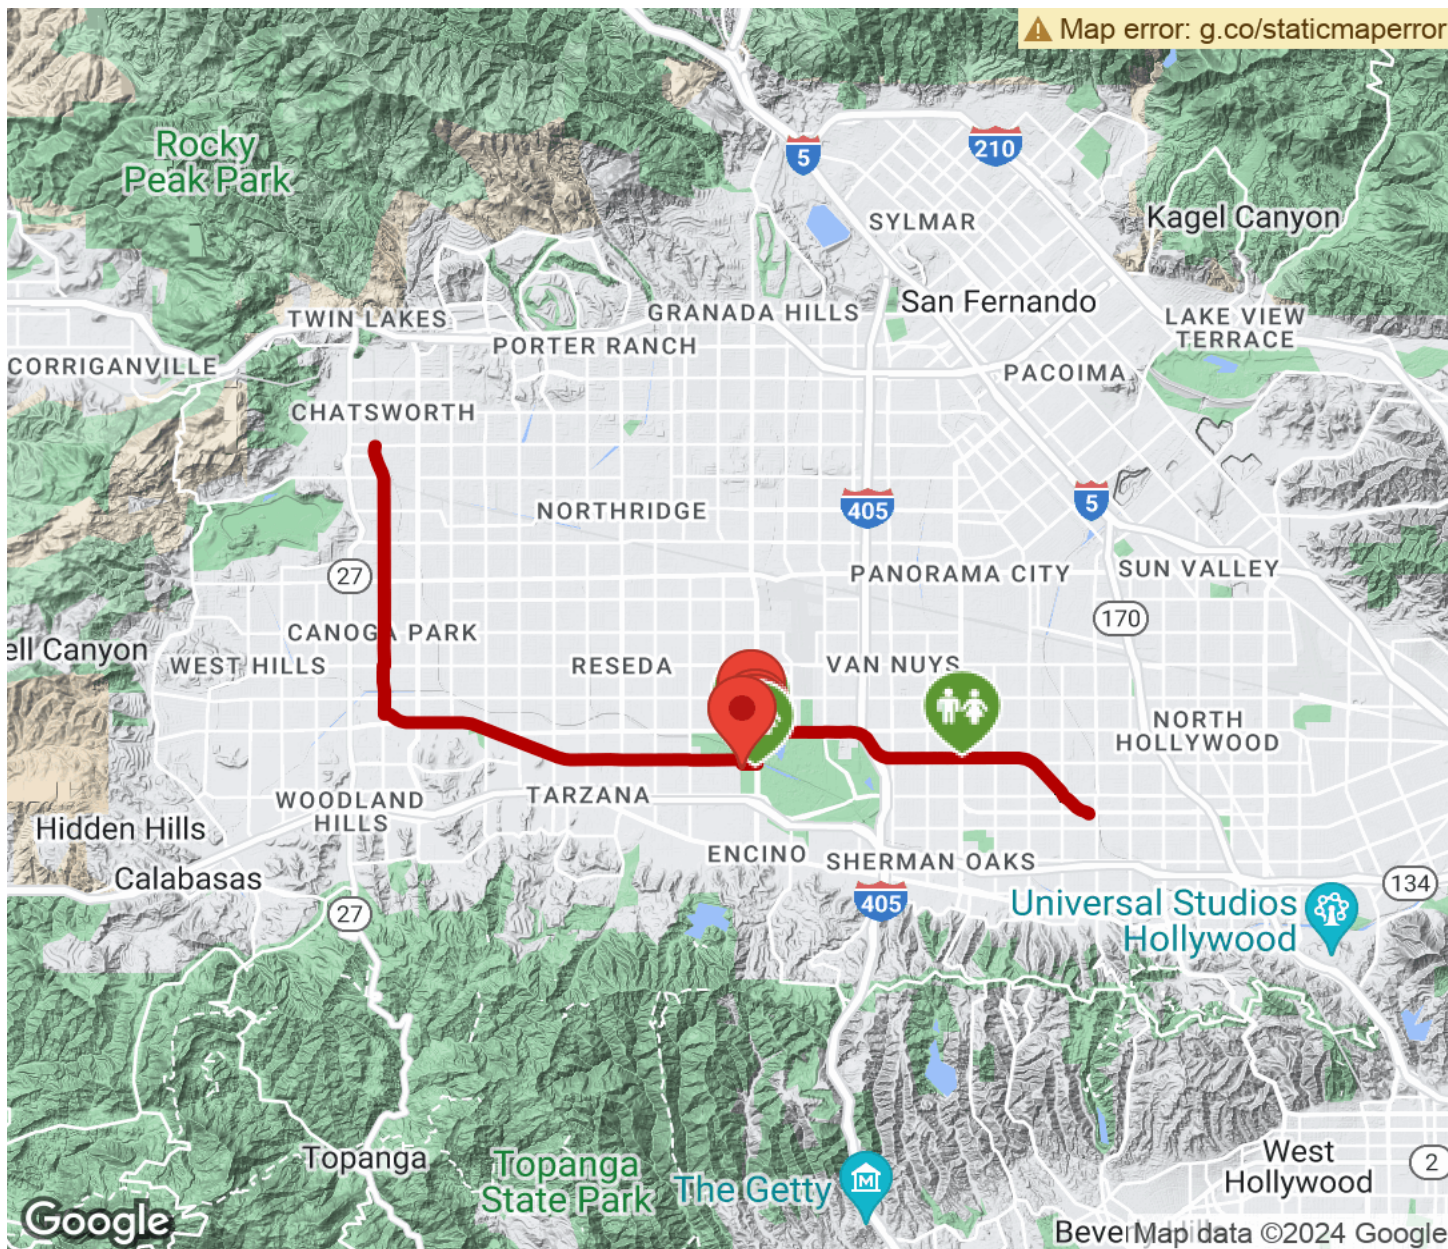 Map error: g.co/staticmaperror
Rocky
Peak Park
5
210
SYLMAR
Kagel Canyon
San Fernando
TWIN LAKES
GRANADA HILLS
LAKE VIEW
TERRACE
PORTER RANCH
CORRIGANVILLE
PACOIMA
CHATSWORTH
NORTHRIDGE
405
5
27
PANORAMA CITY
SUN VALLEY
170
CANOGA PARK
ell Canyon
WEST HILLS
RESEDA
VAN NUYS
NORTH
HOLLYWOOD
WOODLAND
HILLS
TARZANA
Hidden Hills
ENCINO
SHERMAN OAKS
Calabasas
134
27
405
Universal Studios
Hollywood
Topanga
Topanga
State Park
The Getty
West
Hollywood
2
Google
Bever
Map data ©2024 Google